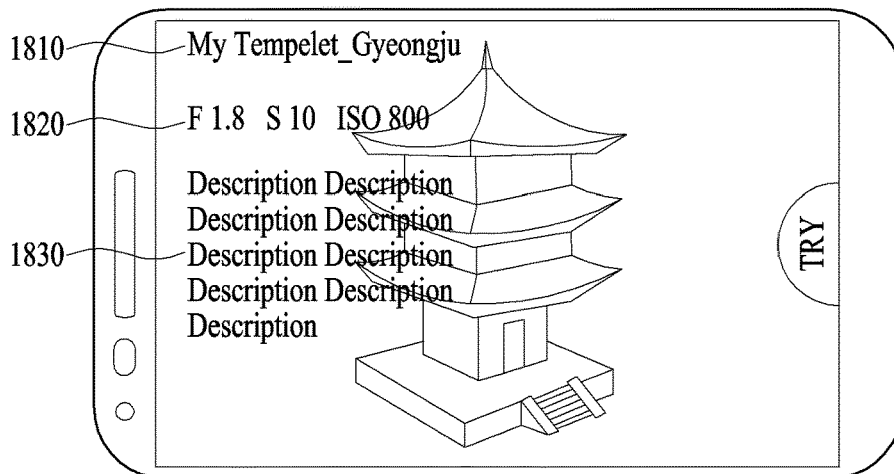 1810
My Tempelet_Gyeongju
1820
F 1.8 S 10 ISO 800
Description Description
Description Description
1830
Description Description
Description Description
Description
TRY